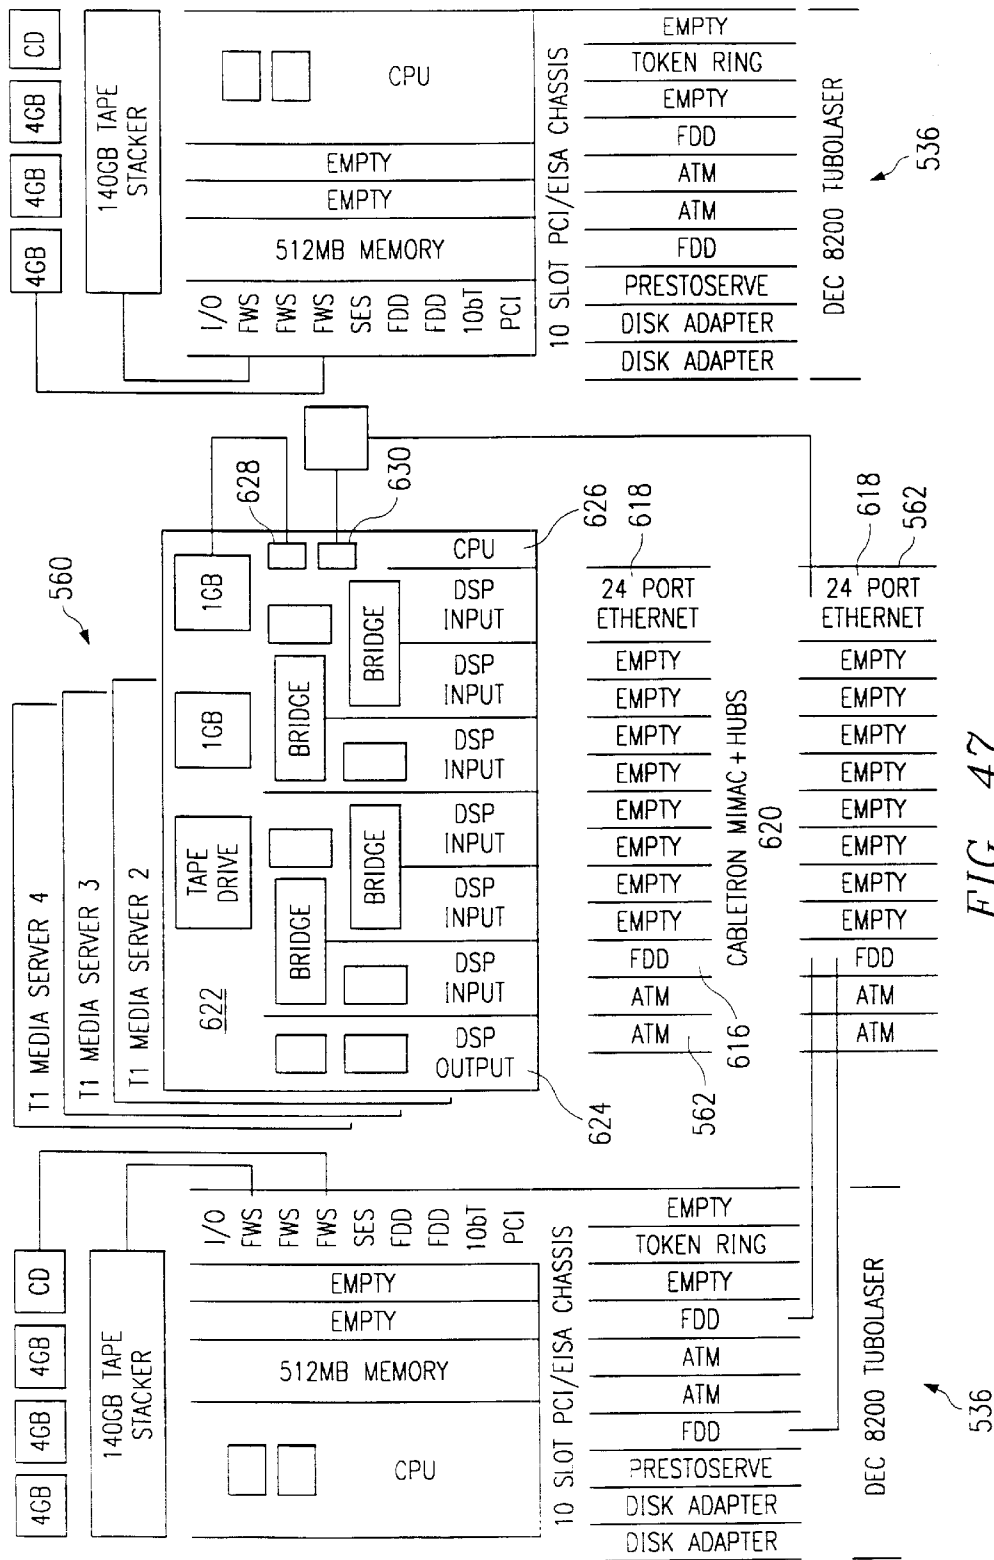 4GB
4GB
4GB
CD
140GB TAPE
STACKER
CPU
512MB MEMORY
EMPTY
EMPTY
I/O
FWS
FWS
FWS
SES
FDD
FDD
10bT
PCI
10 SLOT PCI/EISA CHASSIS
DISK ADAPTER
DISK ADAPTER
PRESTOSERVE
FDD
ATM
ATM
FDD
EMPTY
TOKEN RING
EMPTY
DEC 8200 TUBOLASER
536
560
T1 MEDIA SERVER 4
T1 MEDIA SERVER 3
T1 MEDIA SERVER 2
622
TAPE
DRIVE
1GB
1GB
628
630
BRIDGE
BRIDGE
BRIDGE
BRIDGE
DSP
OUTPUT
DSP
INPUT
DSP
INPUT
DSP
INPUT
DSP
INPUT
DSP
INPUT
DSP
INPUT
CPU
624
626
618
ATM
ATM
FDD
EMPTY
EMPTY
EMPTY
EMPTY
EMPTY
EMPTY
EMPTY
EMPTY
24 PORT
ETHERNET
562
616
CABLETRON MIMAC+HUBS
620
618
562
ATM
ATM
FDD
EMPTY
EMPTY
EMPTY
EMPTY
EMPTY
EMPTY
EMPTY
EMPTY
24 PORT
ETHERNET
4GB
4GB
4GB
CD
140GB TAPE
STACKER
I/O
FWS
FWS
FWS
SES
FDD
FDD
10bT
PCI
512MB MEMORY
EMPTY
EMPTY
CPU
10 SLOT PCI/EISA CHASSIS
DISK ADAPTER
DISK ADAPTER
PRESTOSERVE
FDD
ATM
ATM
FDD
EMPTY
TOKEN RING
EMPTY
DEC 8200 TUBOLASER
536
FIG. 47